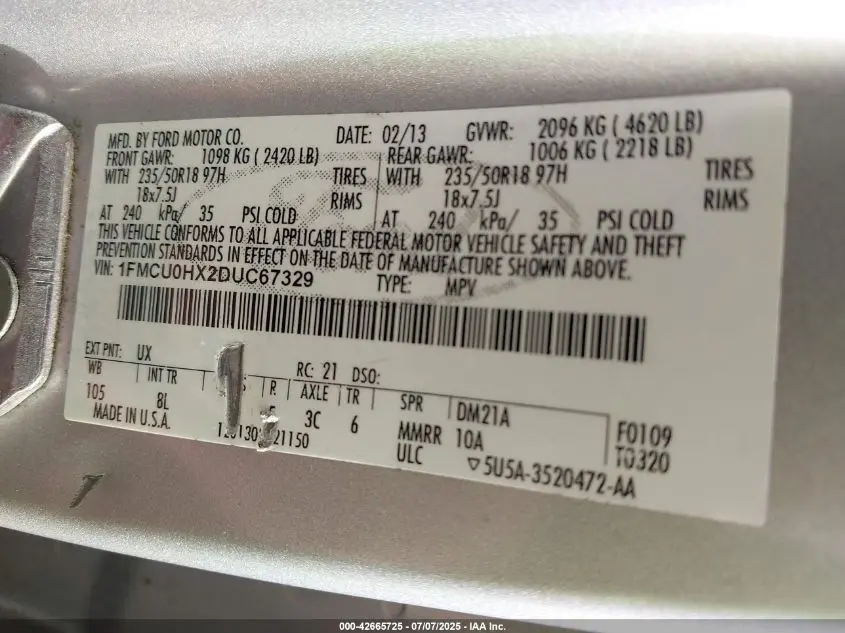 MFD. BY FORD MOTOR CO. DATE: 02/13 GVWR: 2096 KG ( 4620 LB)
FRONT GAWR: 1098 KG ( 2420 LB) REAR GAWR: 1006 KG ( 2218 LB)
WITH 235/50R18 97H TIRES WITH 235/50R18 97H TIRES
18x7.5J RIMS 18x7.5J RIMS
AT 240 kPa/ 35 PSI COLD AT 240 kPa/ 35 PSI COLD
THIS VEHICLE CONFORMS TO ALL APPLICABLE FEDERAL MOTOR VEHICLE SAFETY AND THEFT
PREVENTION STANDARDS IN EFFECT ON THE DATE OF MANUFACTURE SHOWN ABOVE.
VIN: 1FMCU0HX2DUC67329 TYPE: MPV
EXT PNT: UX RC: 21 DSO:
WB INT TR R AXLE TR SPR DM21A F0109
105 8L 3C 6 MMRR 10A T0320
MADE IN U.S.A. 21150 ULC 5U5A-3520472-AA
000-42665725 - 07/07/2025 - IAA Inc.